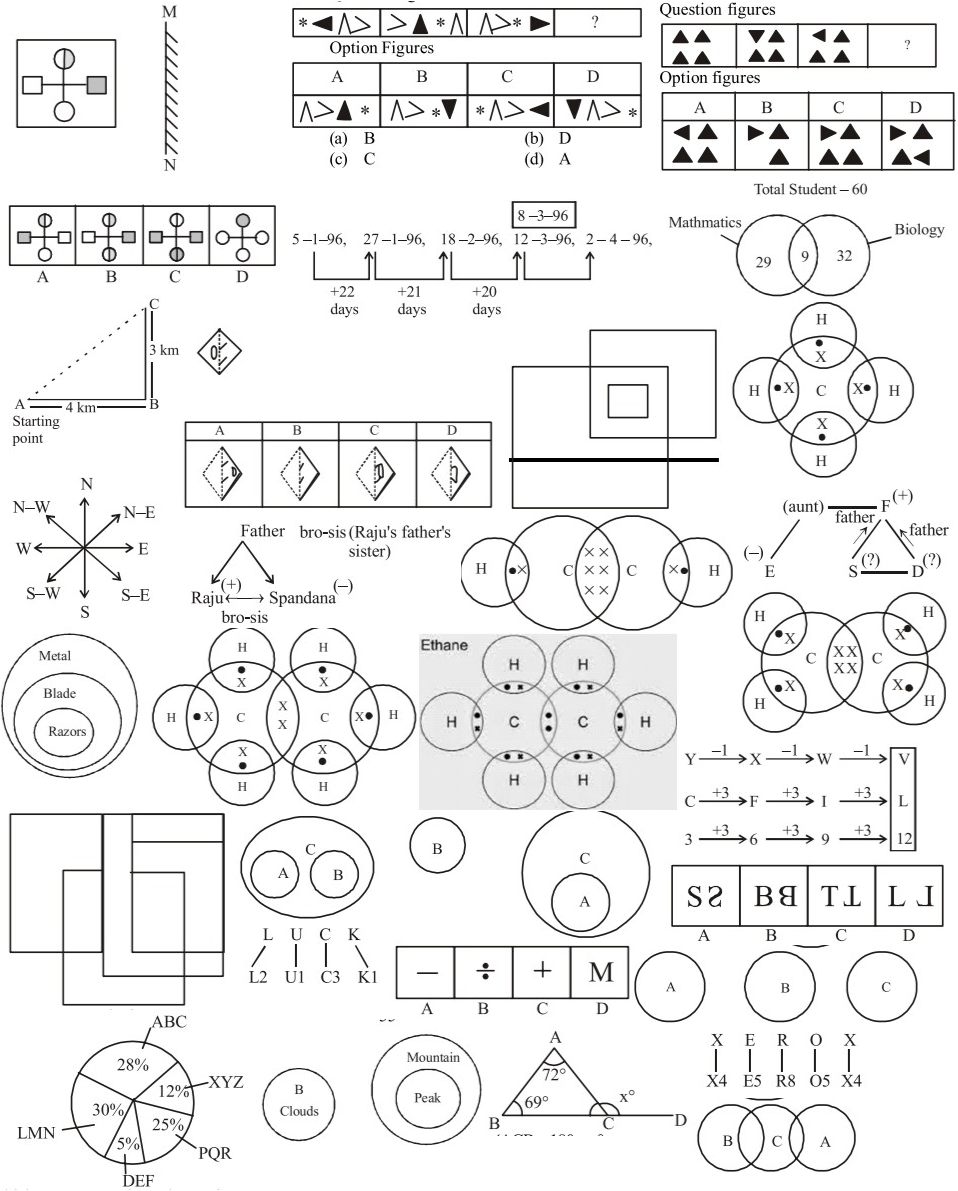 M
N
* ◀ ∧ > > ▲ * ∧ ∧ > * ▶ ?
Option Figures
A B C D
∧ > ▲ * ∧ > * ▼ * ∧ > ◀ ▼ ∧ > *
(a) B (b) D
(c) C (d) A
Question figures
?
Option figures
A B C D
A B C D
8 –3–96
5 –1–96, 27 –1–96, 18 –2–96, 12 –3–96, 2 – 4 – 96,
+22 days +21 days +20 days
Total Student – 60
Mathmatics
Biology
29 9 32
C
3 km
A 4 km B
Starting
point
A B C D
H
X
H X C X H
X
H
N
N–W N–E
W E
S–W S–E
S
Father bro-sis (Raju's father's
sister)
(+) (–)
Raju Spandana
bro-sis
H X C ×× C × H
××
××
(aunt) F (+)
father father
(–) (?) (?)
E S D
H H
X X
C XX C
XX
X X
H H
Metal
Blade
Razors
H H
X X
H X C X C X H
X
X X
H H
Ethane
H H
H C C H
H H
Y –1 X –1 W –1 V
C +3 F +3 I +3 L
3 +3 6 +3 9 +3 12
C
A B
B
C
A
L U C K
L2 U1 C3 K1
A B C D
– ÷ + M
A B C D
A B C
X E R O X
X4 E5 R8 O5 X4
ABC
28%
12% XYZ
30%
25%
LMN 5% PQR
DEF
B
Clouds
Mountain
Peak
A
72°
69° x°
B C D
B C A